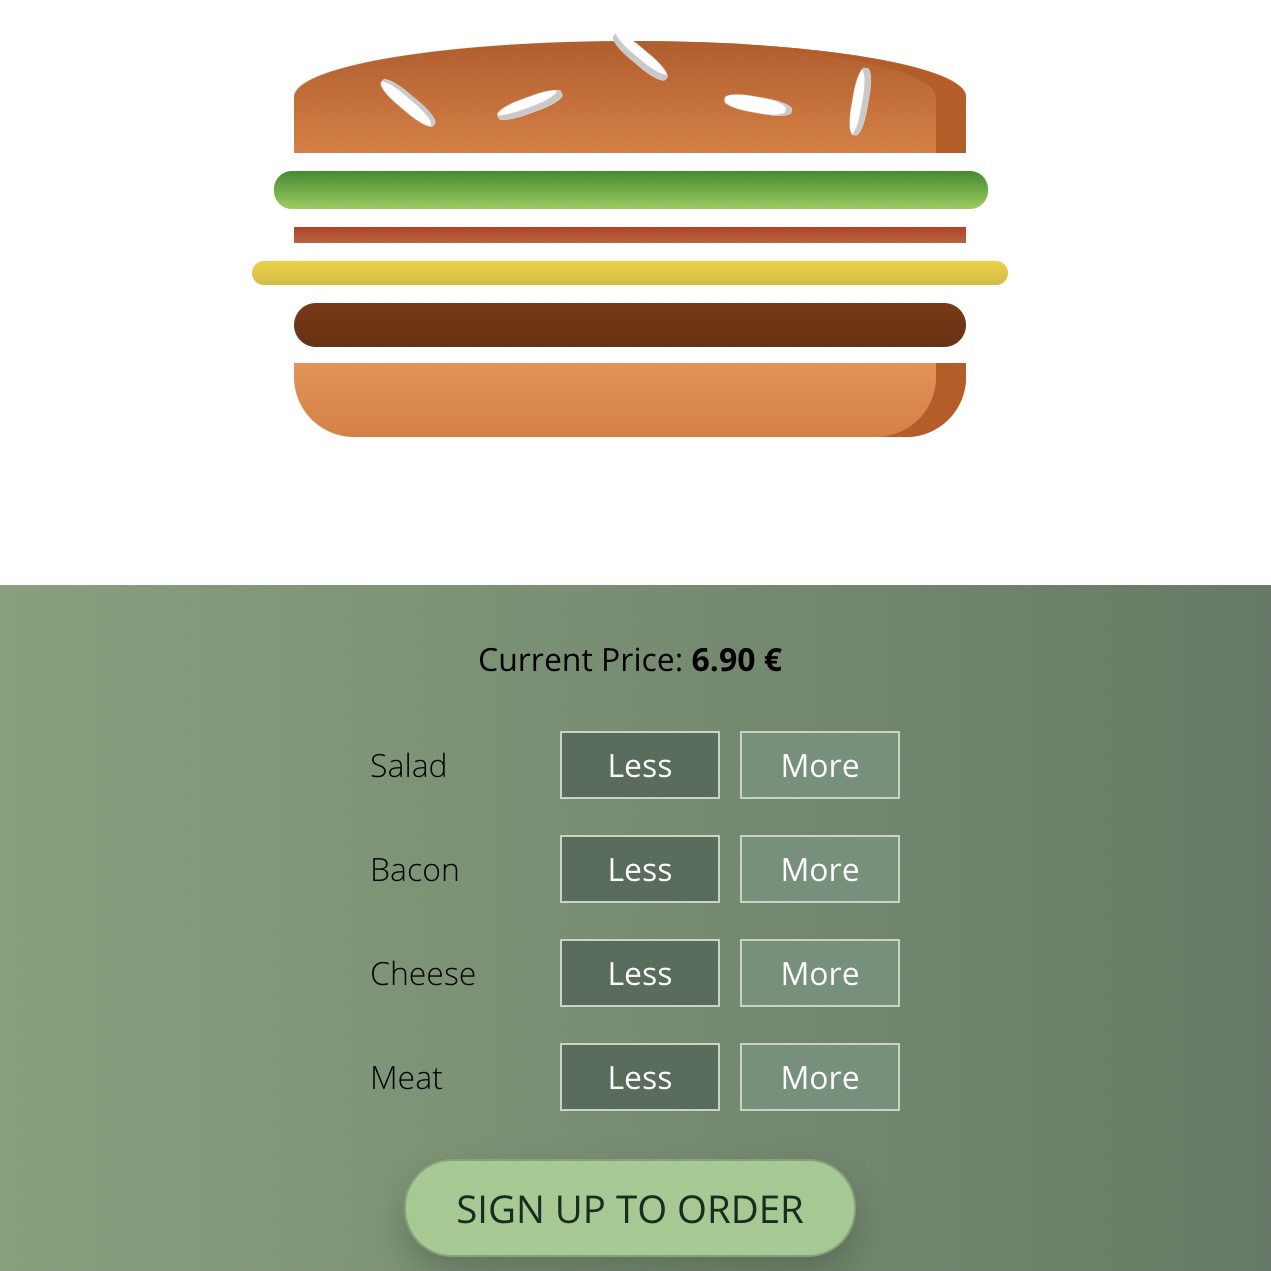 Current Price: 6.90 €
Salad Less More
Bacon Less More
Cheese Less More
Meat Less More
SIGN UP TO ORDER